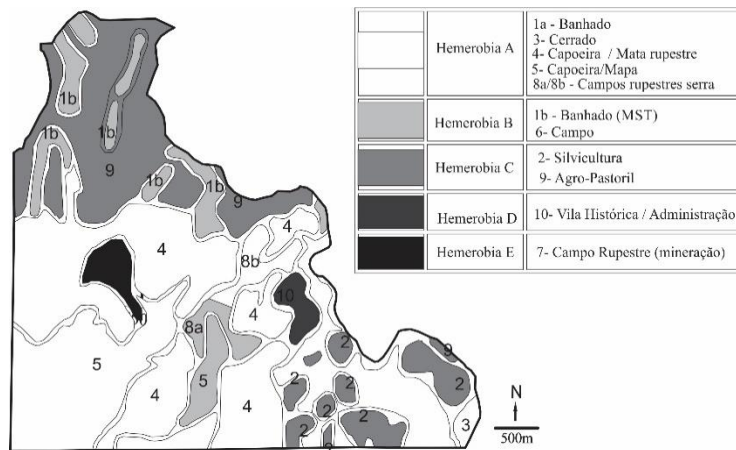 Hemerobia A
1a - Banhado
3- Cerrado
4- Capoeira / Mata rupestre
5- Capoeira/Mapa
8a/8b - Campos rupestres serra
Hemerobia B
1b - Banhado (MST)
6- Campo
Hemerobia C
2- Silvicultura
9- Agro-Pastoril
Hemerobia D
10- Vila Histórica / Administração
Hemerobia E
7- Campo Rupestre (mineração)
1b
1b
1b
9
1b
1b
9
4
4
8b
10
8a
4
5
4
5
4
2
9
2
2
2
2
2
2
3
N
500m